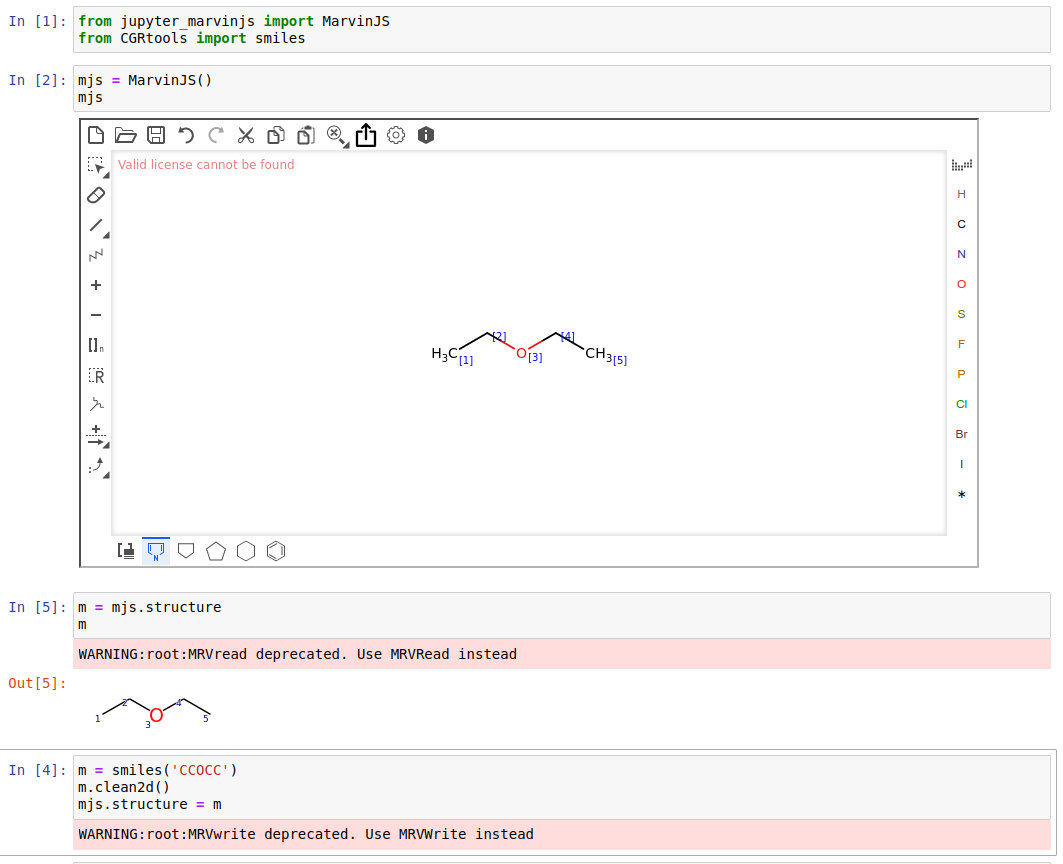 In [1]: from jupyter_marvinjs import MarvinJS
from CGRtools import smiles
In [2]: mjs = MarvinJS()
mjs
Valid license cannot be found
H
C
N
O
S
F
P
Cl
Br
I
*
[]n
R
H3C[1] [2] O[3] [4] CH3[5]
N
In [5]: m = mjs.structure
m
WARNING:root:MRVread deprecated. Use MRVRead instead
Out[5]:
1 2 3 O 4 5
In [4]: m = smiles('CCOCC')
m.clean2d()
mjs.structure = m
WARNING:root:MRVwrite deprecated. Use MRVWrite instead